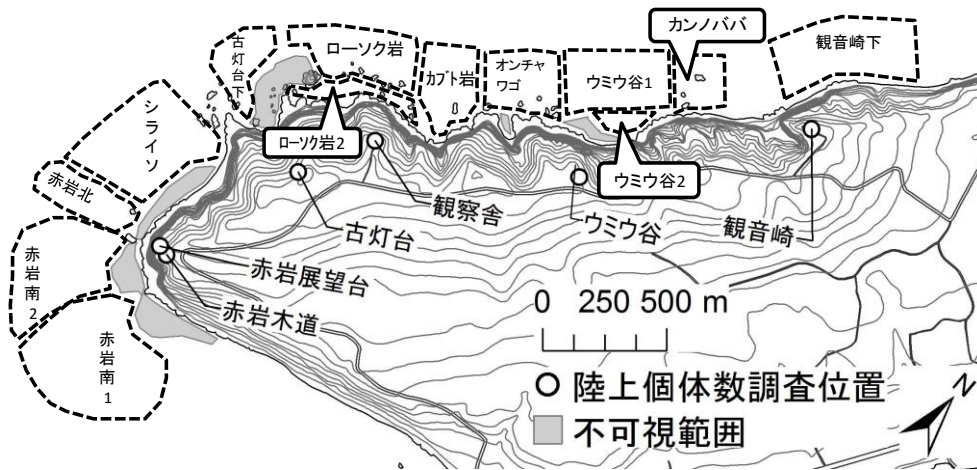 古灯台下
ローソク岩
カブト岩
オンチャ
ワゴ
ウミウ谷1
カンノババ
観音崎下
シライソ
ローソク岩2
ウミウ谷2
赤岩北
観察舎
古灯台
ウミウ谷
観音崎
赤岩南2
赤岩展望台
赤岩木道
赤岩南1
0 250 500 m
陸上個体数調査位置
不可視範囲
N